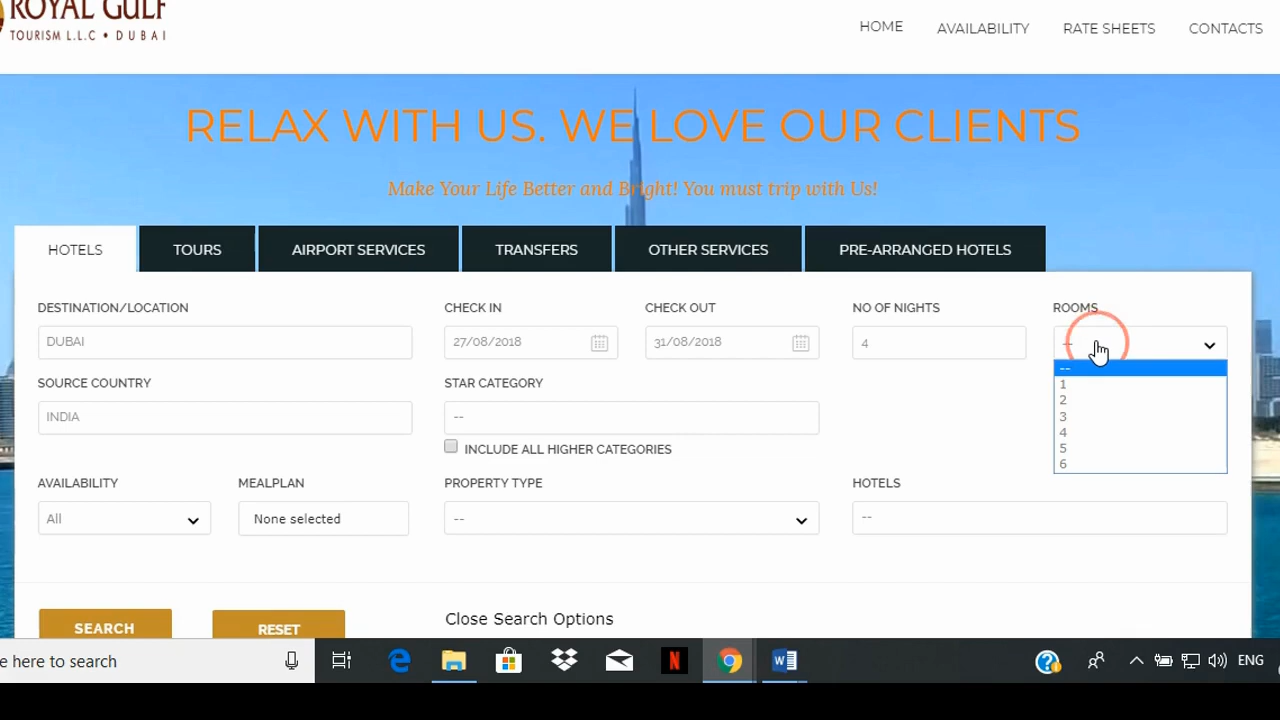 ROYAL GULF
TOURISM L.L.C • DUBAI
HOME
AVAILABILITY
RATE SHEETS
CONTACTS
RELAX WITH US. WE LOVE OUR CLIENTS
Make Your Life Better and Bright! You must trip with Us!
HOTELS
TOURS
AIRPORT SERVICES
TRANSFERS
OTHER SERVICES
PRE-ARRANGED HOTELS
DESTINATION/LOCATION
CHECK IN
CHECK OUT
NO OF NIGHTS
ROOMS
DUBAI
27/08/2018
31/08/2018
4
--
--
1
2
3
4
5
6
SOURCE COUNTRY
STAR CATEGORY
INDIA
--
INCLUDE ALL HIGHER CATEGORIES
AVAILABILITY
MEALPLAN
PROPERTY TYPE
HOTELS
All
None selected
--
--
SEARCH
RESET
Close Search Options
e here to search
ENG